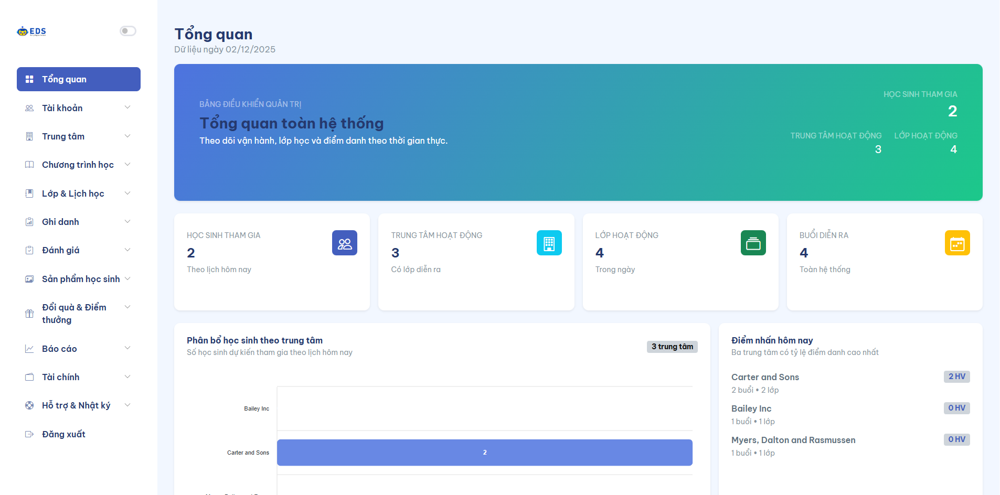 EDS
Tổng quan
Tài khoản
Trung tâm
Chương trình học
Lớp & Lịch học
Ghi danh
Đánh giá
Sản phẩm học sinh
Đổi quà & Điểm
thưởng
Báo cáo
Tài chính
Hỗ trợ & Nhật ký
Đăng xuất
Tổng quan
Dữ liệu ngày 02/12/2025
BẢNG ĐIỀU KHIỂN QUẢN TRỊ
Tổng quan toàn hệ thống
Theo dõi vận hành, lớp học và điểm danh theo thời gian thực.
HỌC SINH THAM GIA
2
TRUNG TÂM HOẠT ĐỘNG
3
LỚP HOẠT ĐỘNG
4
HỌC SINH THAM GIA
2
Theo lịch hôm nay
TRUNG TÂM HOẠT ĐỘNG
3
Có lớp diễn ra
LỚP HOẠT ĐỘNG
4
Trong ngày
BUỔI DIỄN RA
4
Toàn hệ thống
Phân bổ học sinh theo trung tâm
Số học sinh dự kiến tham gia theo lịch hôm nay
3 trung tâm
Bailey Inc
Carter and Sons
2
Điểm nhấn hôm nay
Ba trung tâm có tỷ lệ điểm danh cao nhất
Carter and Sons
2 HV
2 buổi • 2 lớp
Bailey Inc
0 HV
1 buổi • 1 lớp
Myers, Dalton and Rasmussen
0 HV
1 buổi • 1 lớp